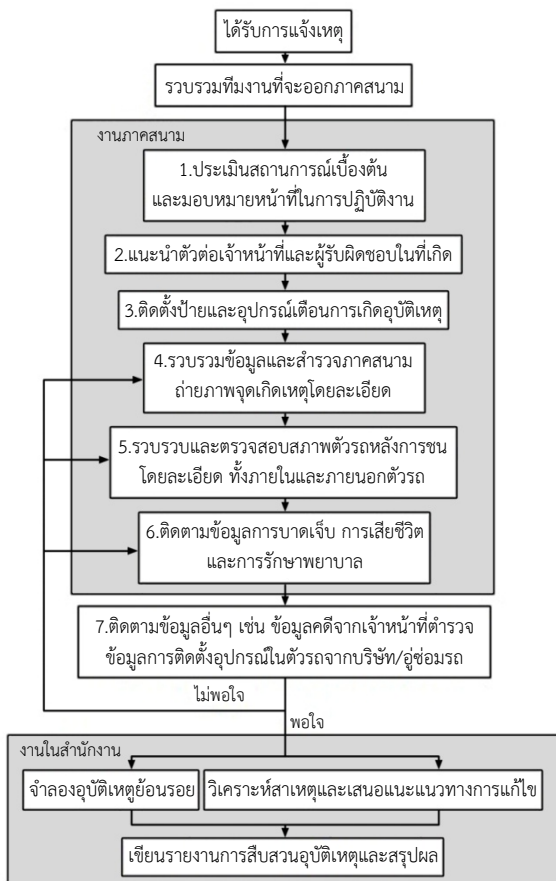 ได้รับการแจ้งเหตุ
รวบรวมทีมงานที่จะออกภาคสนาม
งานภาคสนาม
1.ประเมินสถานการณ์เบื้องต้น
และมอบหมายหน้าที่ในการปฏิบัติงาน
2.แนะนำตัวต่อเจ้าหน้าที่และผู้รับผิดชอบในที่เกิด
3.ติดตั้งป้ายและอุปกรณ์เตือนการเกิดอุบัติเหตุ
4.รวบรวมข้อมูลและสำรวจภาคสนาม
ถ่ายภาพจุดเกิดเหตุโดยละเอียด
5.รวบรวบและตรวจสอบสภาพตัวรถหลังการชน
โดยละเอียด ทั้งภายในและภายนอกตัวรถ
6.ติดตามข้อมูลการบาดเจ็บ การเสียชีวิต
และการรักษาพยาบาล
7.ติดตามข้อมูลอื่นๆ เช่น ข้อมูลคดีจากเจ้าหน้าที่ตำรวจ
ข้อมูลการติดตั้งอุปกรณ์ในตัวรถจากบริษัท/อู่ซ่อมรถ
ไม่พอใจ
พอใจ
งานในสำนักงาน
จำลองอุบัติเหตูย้อนรอย
วิเคราะห์สาเหตุและเสนอแนะแนวทางการแก้ไข
เขียนรายงานการสืบสวนอุบัติเหตุและสรุปผล